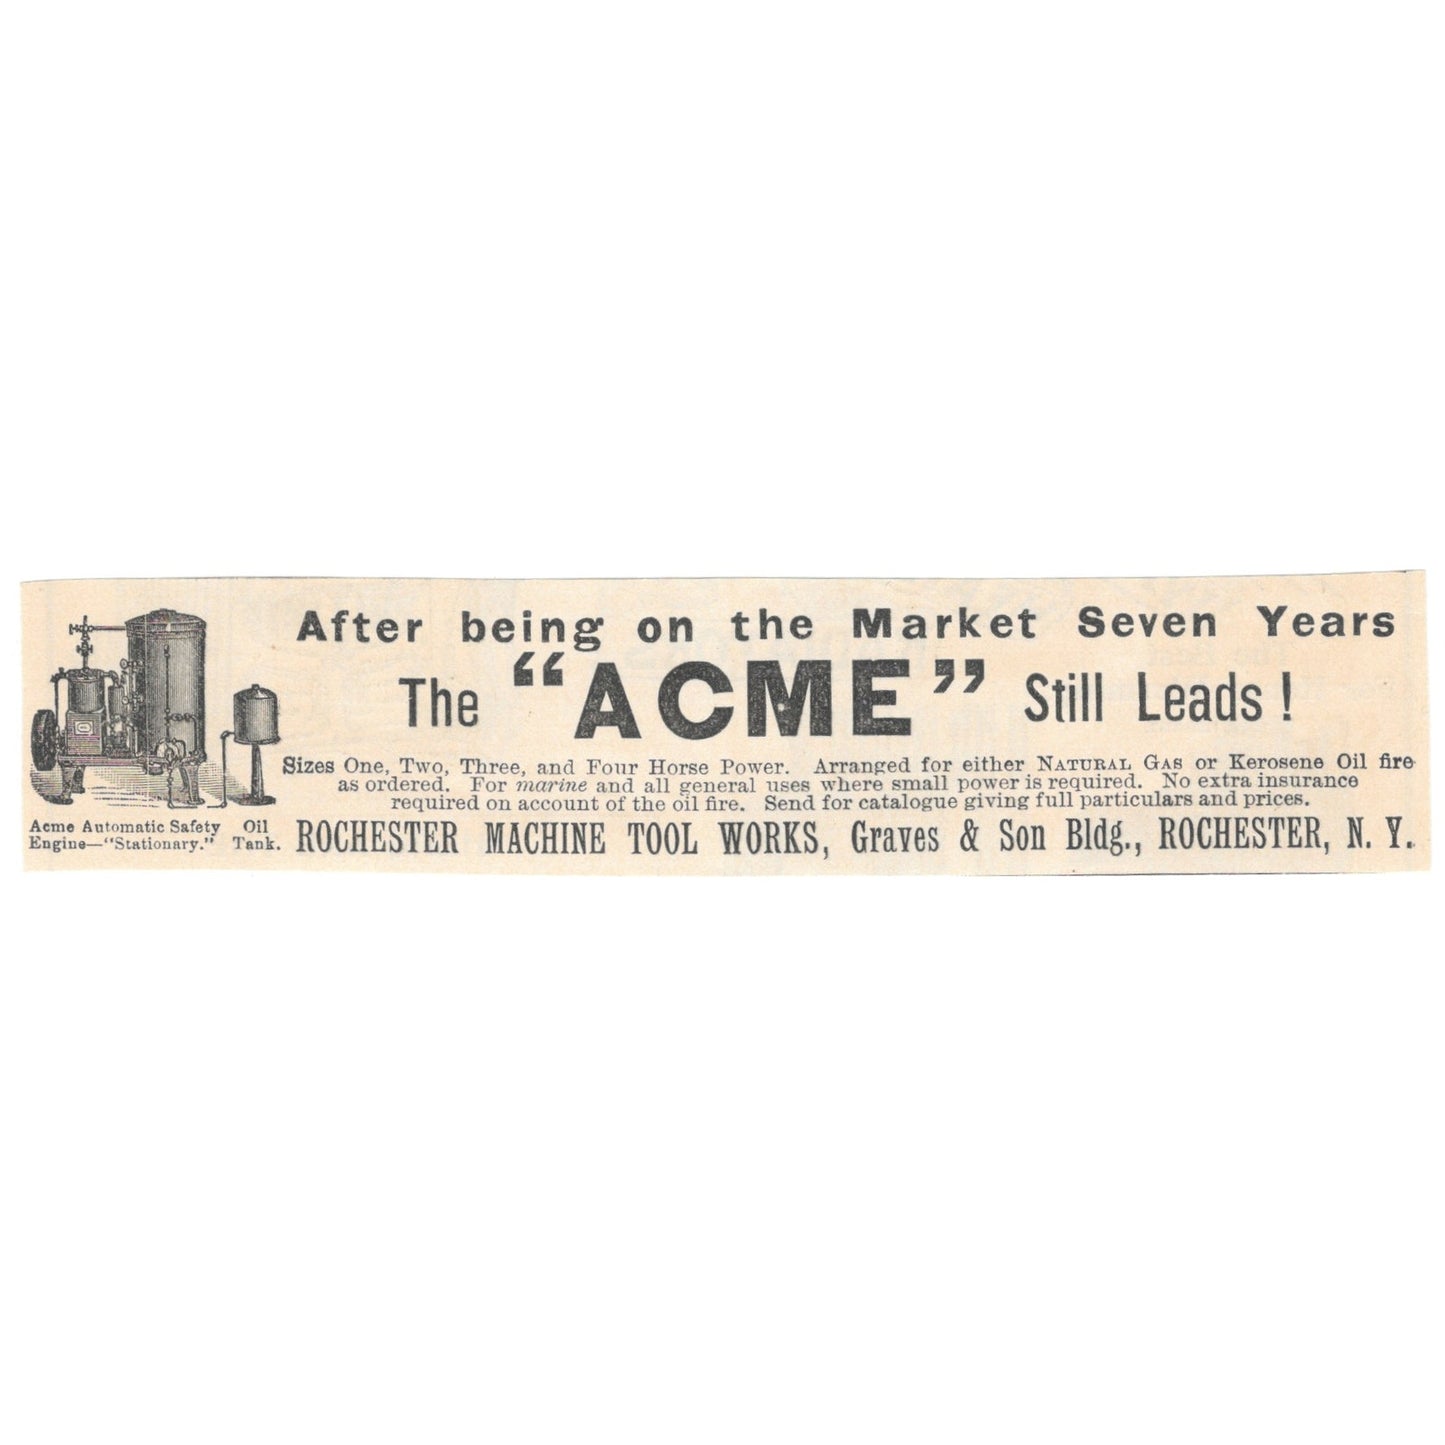 After being on the Market Seven Years
The "ACME" Still Leads!
Sizes One, Two, Three, and Four Horse Power. Arranged for either NATURAL GAS or Kerosene Oil fire
as ordered. For marine and all general uses where small power is required. No extra insurance
required on account of the oil fire. Send for catalogue giving full particulars and prices.
ROCHESTER MACHINE TOOL WORKS, Graves & Son Bldg., ROCHESTER, N. Y.
Acme Automatic Safety
Engine—"Stationary."
Oil
Tank.